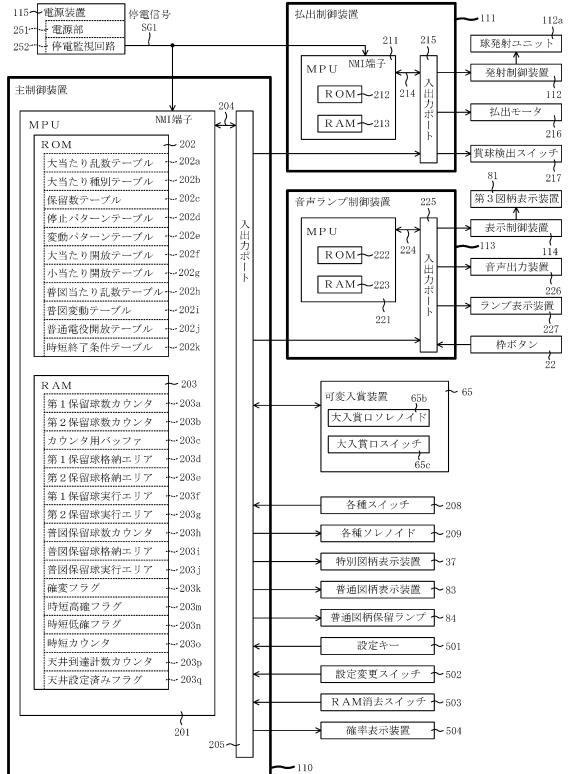 115
電源装置
251
電源部
252
停電監視回路
停電信号
SG1
主制御装置
MPU
NMI端子
204
ROM
202
大当たり乱数テーブル
202a
大当たり種別テーブル
202b
保留数テーブル
202c
停止パターンテーブル
202d
変動パターンテーブル
202e
大当たり開放テーブル
202f
小当たり開放テーブル
202g
普図当たり乱数テーブル
202h
普図変動テーブル
202i
普通電役開放テーブル
202j
時短終了条件テーブル
202k
RAM
203
第1保留球数カウンタ
203a
第2保留球数カウンタ
203b
カウンタ用バッファ
203c
第1保留球格納エリア
203d
第2保留球格納エリア
203e
第1保留球実行エリア
203f
第2保留球実行エリア
203g
普図保留球数カウンタ
203h
普図保留球格納エリア
203i
普図保留球実行エリア
203j
確変フラグ
203k
時短高確フラグ
203m
時短低確フラグ
203n
時短カウンタ
203o
天井到達計数カウンタ
203p
天井設定済みフラグ
203q
201
205
110
入出力ポート
払出制御装置
111
NMI端子
211
215
MPU
ROM
212
RAM
213
214
入出力ポート
112a
球発射ユニット
発射制御装置
112
払出モータ
216
賞球検出スイッチ
217
音声ランプ制御装置
225
MPU
ROM
222
RAM
223
221
224
入出力ポート
113
81
第3図柄表示装置
表示制御装置
114
音声出力装置
226
ランプ表示装置
227
枠ボタン
22
可変入賞装置
65
65b
大入賞口ソレノイド
大入賞口スイッチ
65c
各種スイッチ
208
各種ソレノイド
209
特別図柄表示装置
37
普通図柄表示装置
83
普通図柄保留ランプ
84
設定キー
501
設定変更スイッチ
502
RAM消去スイッチ
503
確率表示装置
504